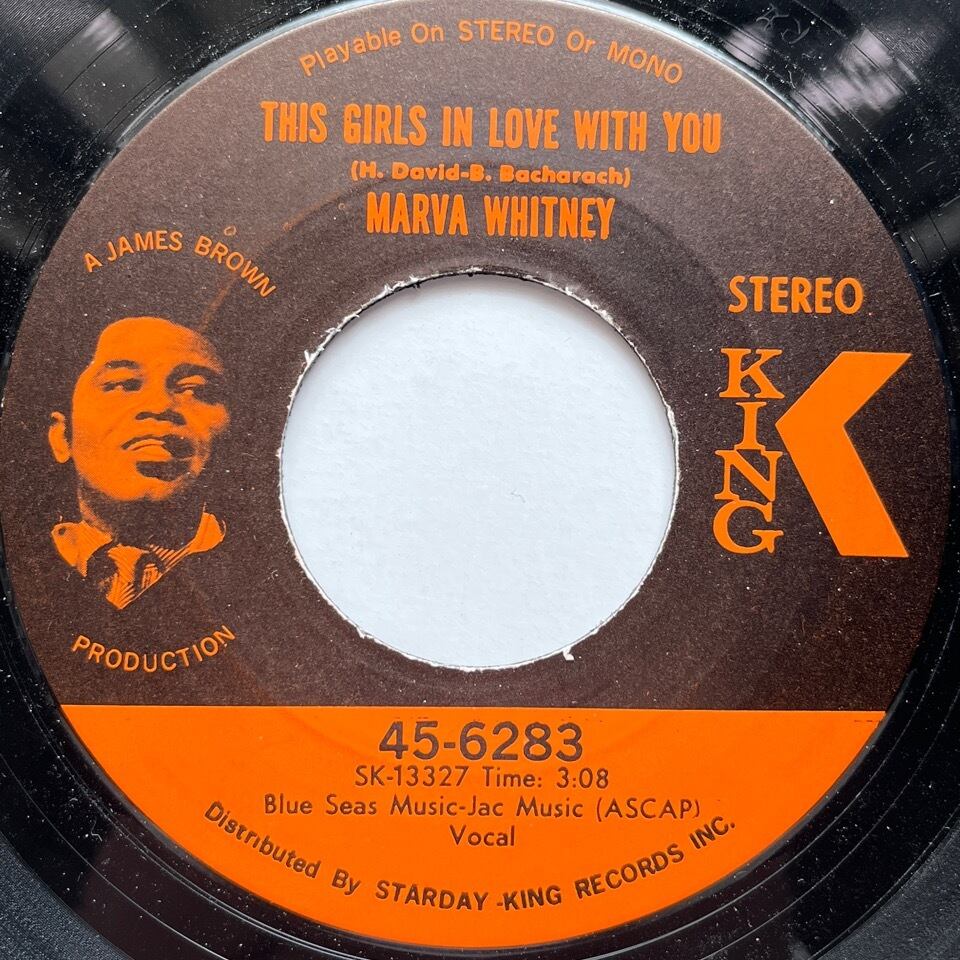 Playable On STEREO Or MONO
THIS GIRLS IN LOVE WITH YOU
(H. David-B. Bacharach)
MARVA WHITNEY
A JAMES BROWN
PRODUCTION
STEREO
KING
K
45-6283
SK-13327 Time: 3:08
Blue Seas Music-Jac Music (ASCAP)
Vocal
Distributed By STARDAY-KING RECORDS INC.